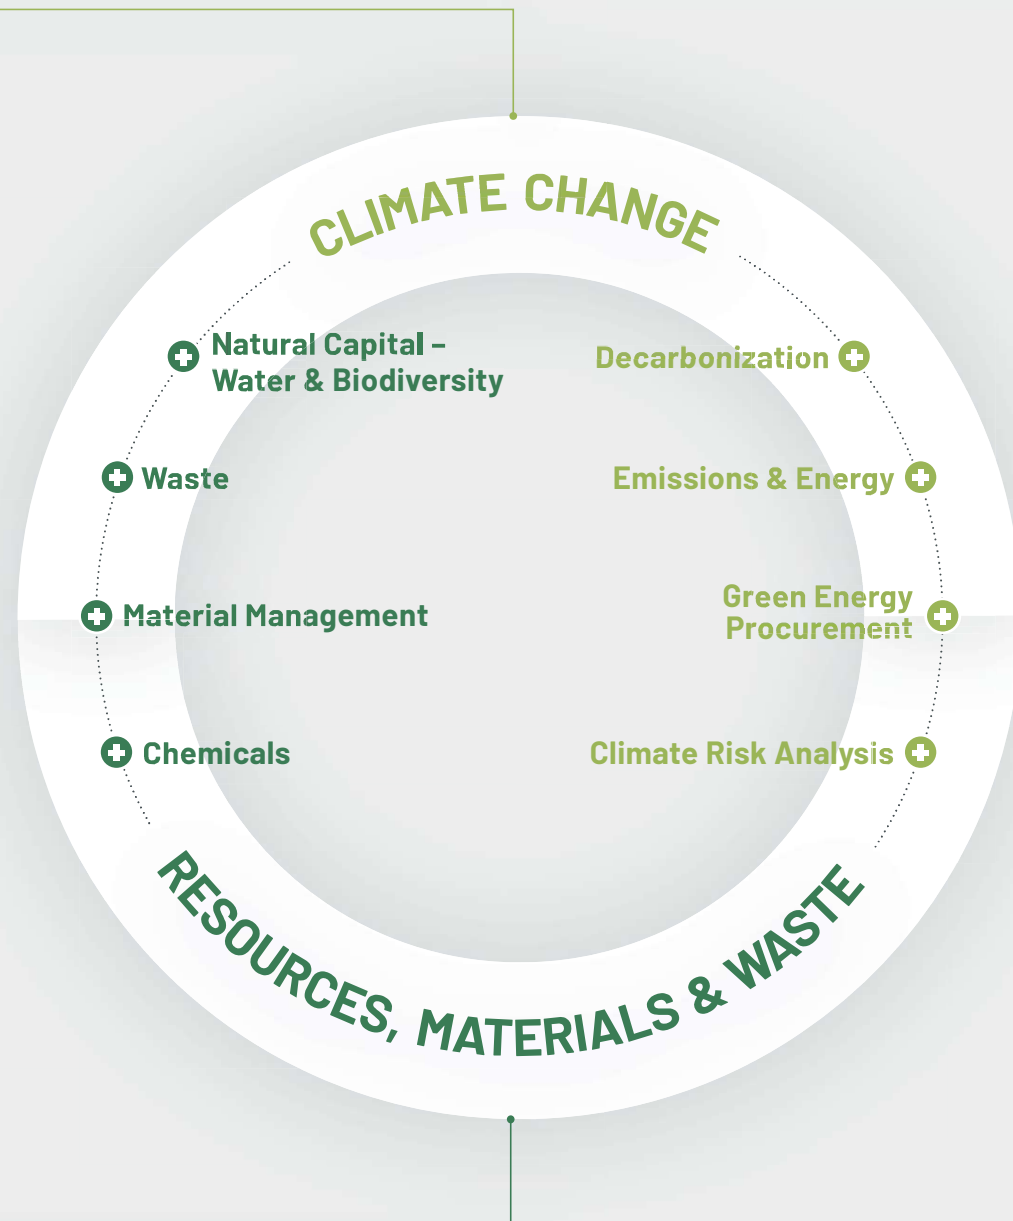 CLIMATE CHANGE
Natural Capital –
Water & Biodiversity
Decarbonization
Waste
Emissions & Energy
Material Management
Green Energy
Procurement
Chemicals
Climate Risk Analysis
RESOURCES, MATERIALS & WASTE